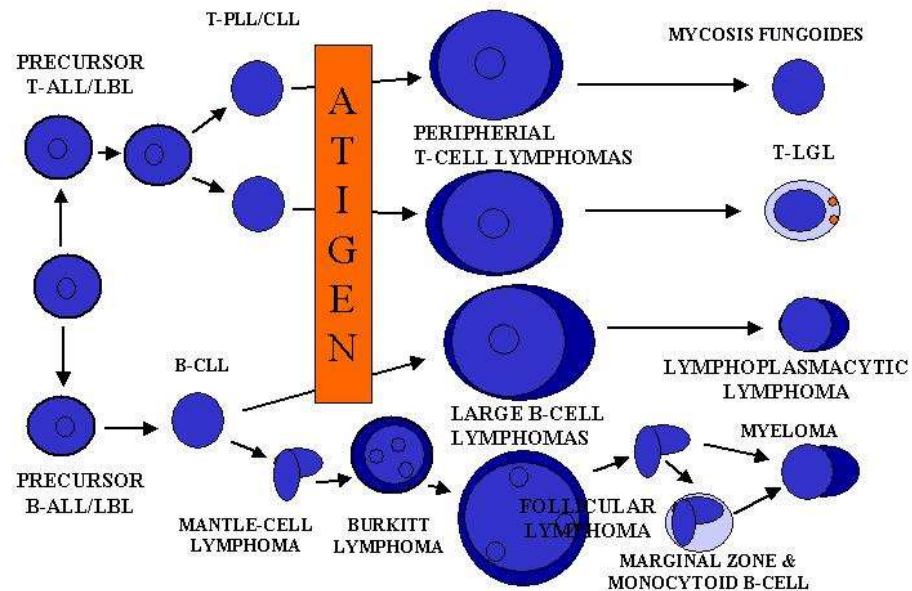 T-PLL/CLL
PRECURSOR
T-ALL/LBL
ATIGEN
MYCOSIS FUNGOIDES
PERIPHERIAL
T-CELL LYMPHOMAS
T-LGL
B-CLL
LARGE B-CELL
LYMPHOMAS
LYMPHOPLASMACYTIC
LYMPHOMA
MYELOMA
PRECURSOR
B-ALL/LBL
MANTLE-CELL
LYMPHOMA
BURKITT
LYMPHOMA
FOLLICULAR
LYMPHOMA
MARGINAL ZONE &
MONOCYTOID B-CELL